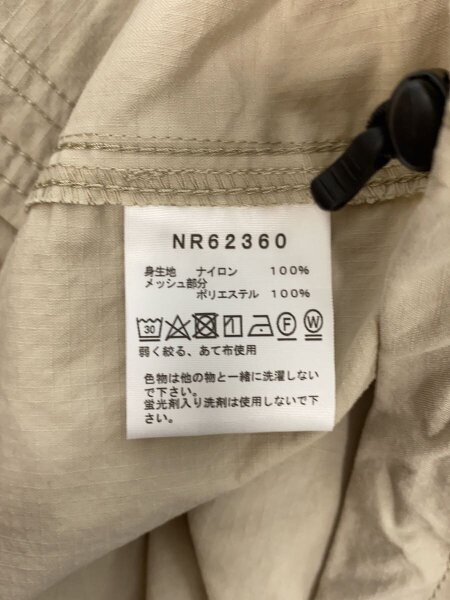 NR62360
身生地 ナイロン 100%
メッシュ部分
ポリエステル 100%
30 F W
弱く絞る、あて布使用
色物は他の物と一緒に洗濯しない
で下さい。
蛍光剤入り洗剤は使用しないで下
さい。